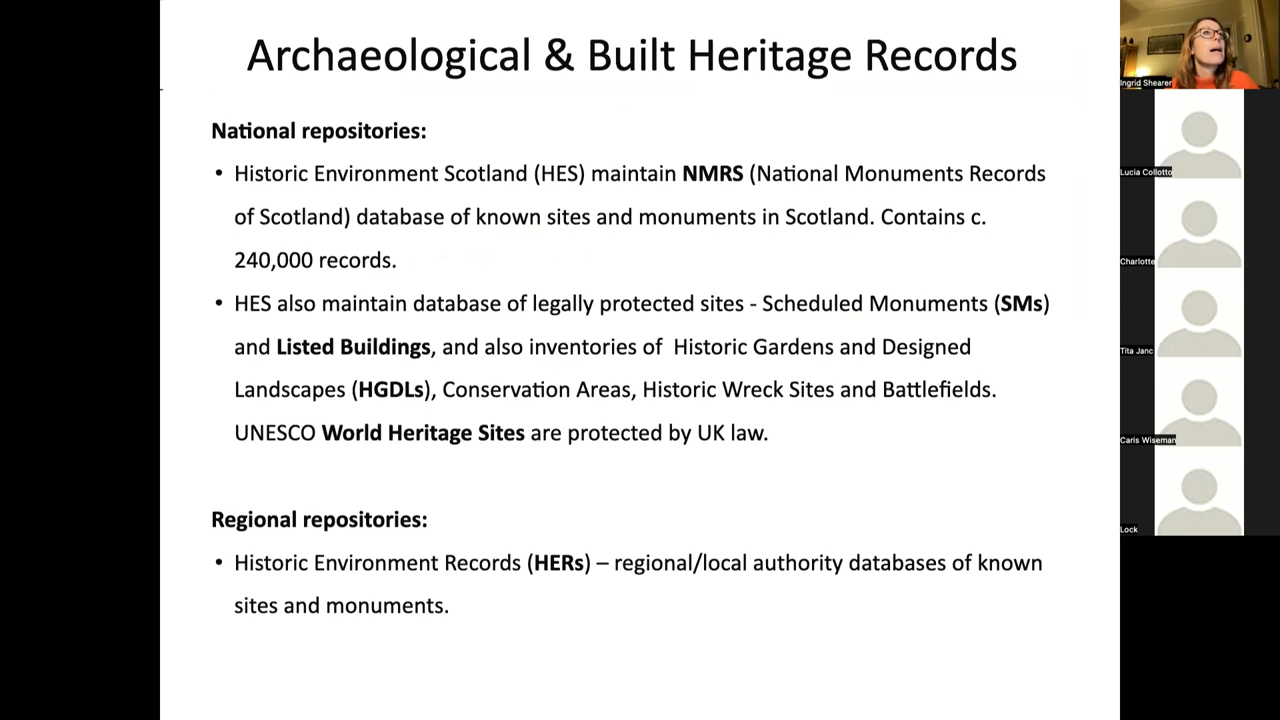 Archaeological & Built Heritage Records
National repositories:
• Historic Environment Scotland (HES) maintain NMRS (National Monuments Records
of Scotland) database of known sites and monuments in Scotland. Contains c.
240,000 records.
• HES also maintain database of legally protected sites - Scheduled Monuments (SMs)
and Listed Buildings, and also inventories of  Historic Gardens and Designed
Landscapes (HGDLs), Conservation Areas, Historic Wreck Sites and Battlefields.
UNESCO World Heritage Sites are protected by UK law.
Regional repositories:
• Historic Environment Records (HERs) – regional/local authority databases of known
sites and monuments.
Ingrid Shearer
Lucia Collotto
Charlotte
Tita Janc
Caris Wiseman
Lock